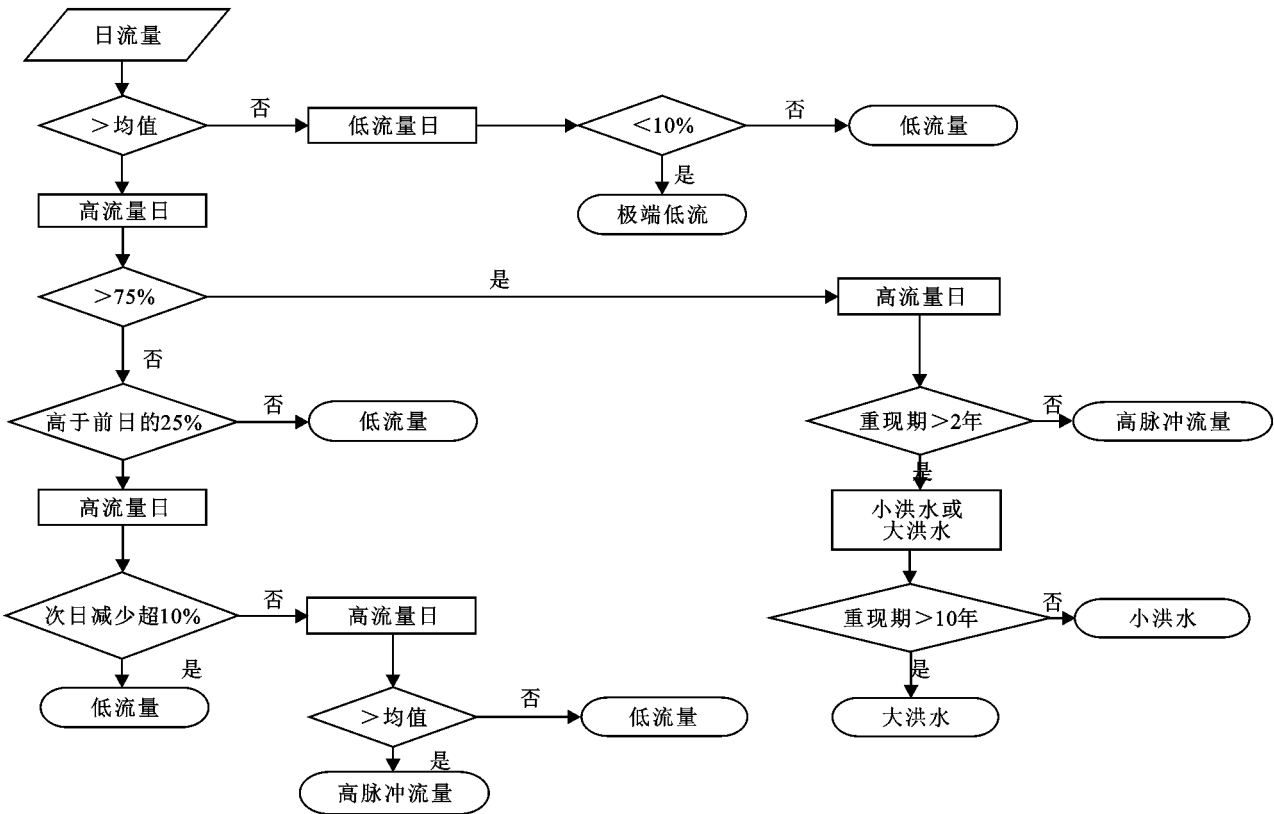 日流量
>均值
否
低流量日
<10%
否
低流量
是
高流量日
极端低流
>75%
是
高流量日
否
高于前日的25%
否
低流量
重现期>2年
否
高脉冲流量
是
高流量日
小洪水或
大洪水
次日减少超10%
否
高流量日
重现期>10年
否
小洪水
是
是
低流量
>均值
否
低流量
大洪水
是
高脉冲流量